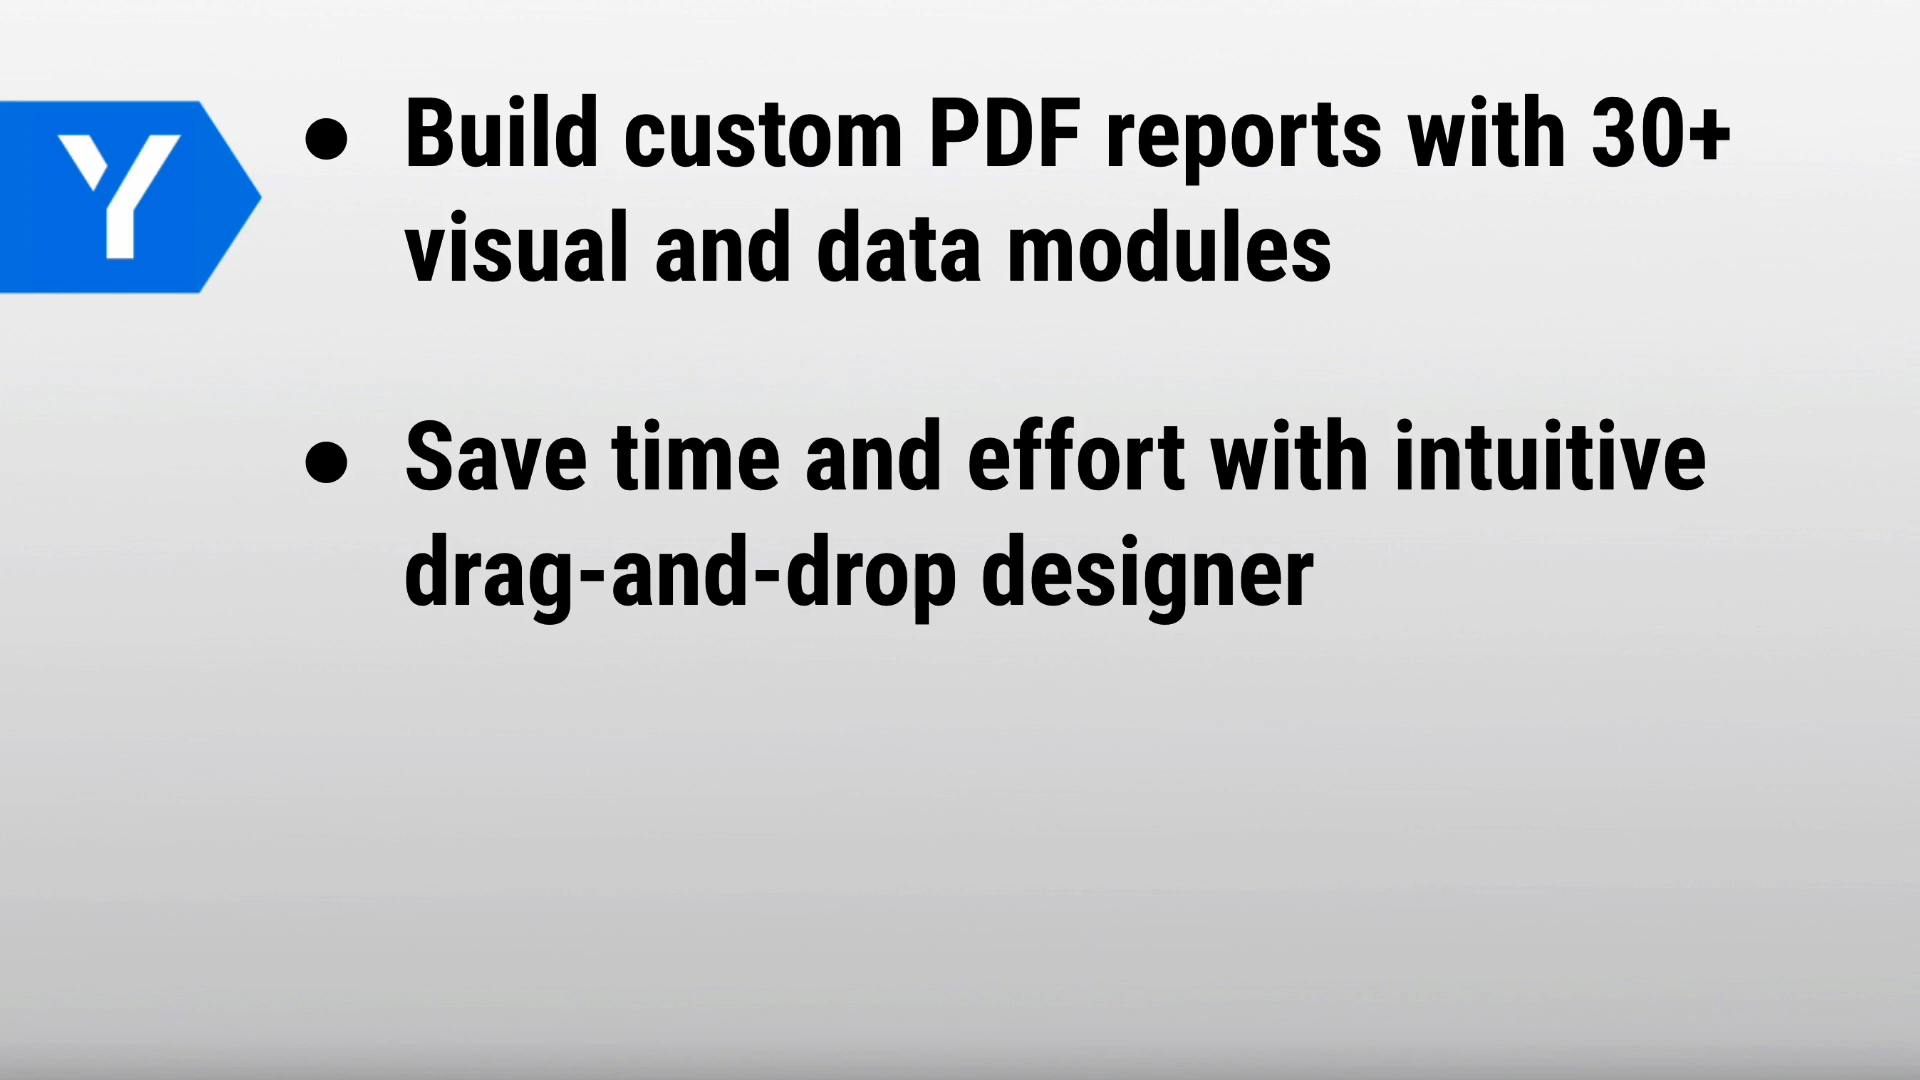 Y
● Build custom PDF reports with 30+
visual and data modules
● Save time and effort with intuitive
drag-and-drop designer